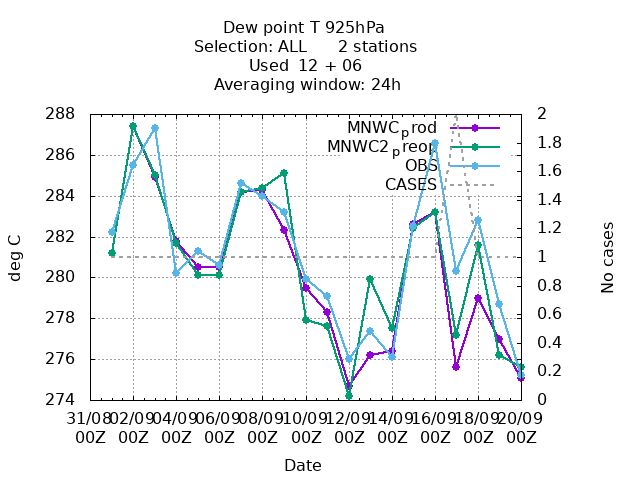 Dew point T 925hPa
Selection: ALL 2 stations
Used 12 + 06
Averaging window: 24h
MNWCprod
MNWC2preop
OBS
CASES
288
286
284
282
280
278
276
274
2
1.8
1.6
1.4
1.2
1
0.8
0.6
0.4
0.2
0
deg C
No cases
31/08 02/09 04/09 06/09 08/09 10/09 12/09 14/09 16/09 18/09 20/09
00Z 00Z 00Z 00Z 00Z 00Z 00Z 00Z 00Z 00Z 00Z
Date